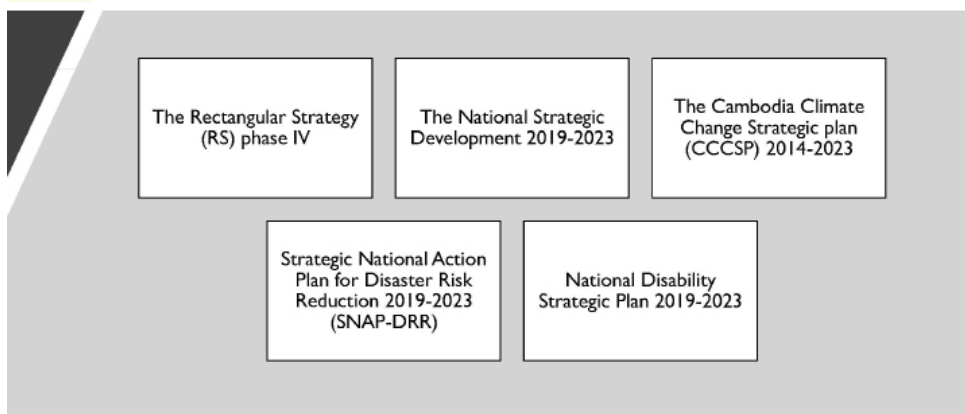 The Rectangular Strategy
(RS) phase IV
The National Strategic
Development 2019-2023
The Cambodia Climate
Change Strategic plan
(CCCSP) 2014-2023
Strategic National Action
Plan for Disaster Risk
Reduction 2019-2023
(SNAP-DRR)
National Disability
Strategic Plan 2019-2023